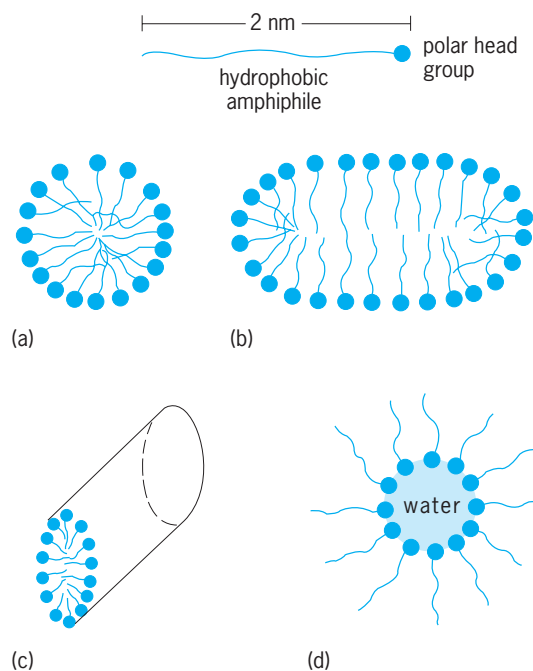 2 nm
polar head
group
hydrophobic
amphiphile
(a)
(b)
water
(c)
(d)